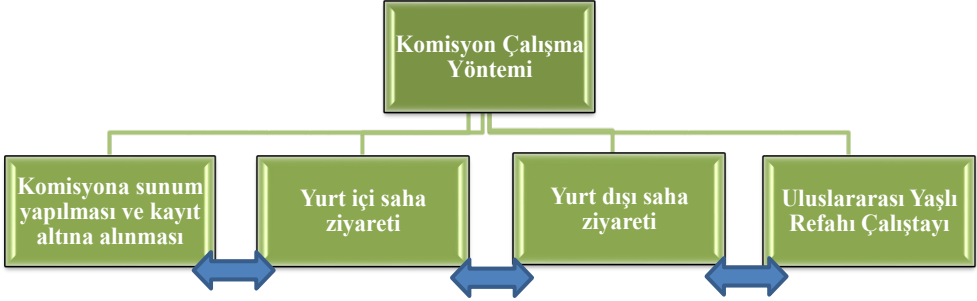 Komisyon Çalışma
Yöntemi
Komisyona sunum
yapılması ve kayıt
altına alınması
Yurt içi saha
ziyareti
Yurt dışı saha
ziyareti
Uluslararası Yaşlı
Refahı Çalıştayı